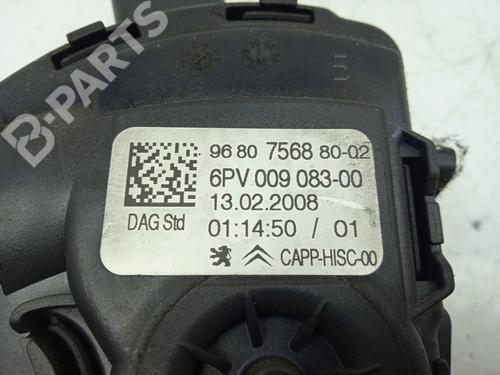 B-PARTS
5
96 80 7568 80-02
6PV 009 083-00
13.02.2008
DAG Std
01:14:50 / 01
CAPP-HISC-00